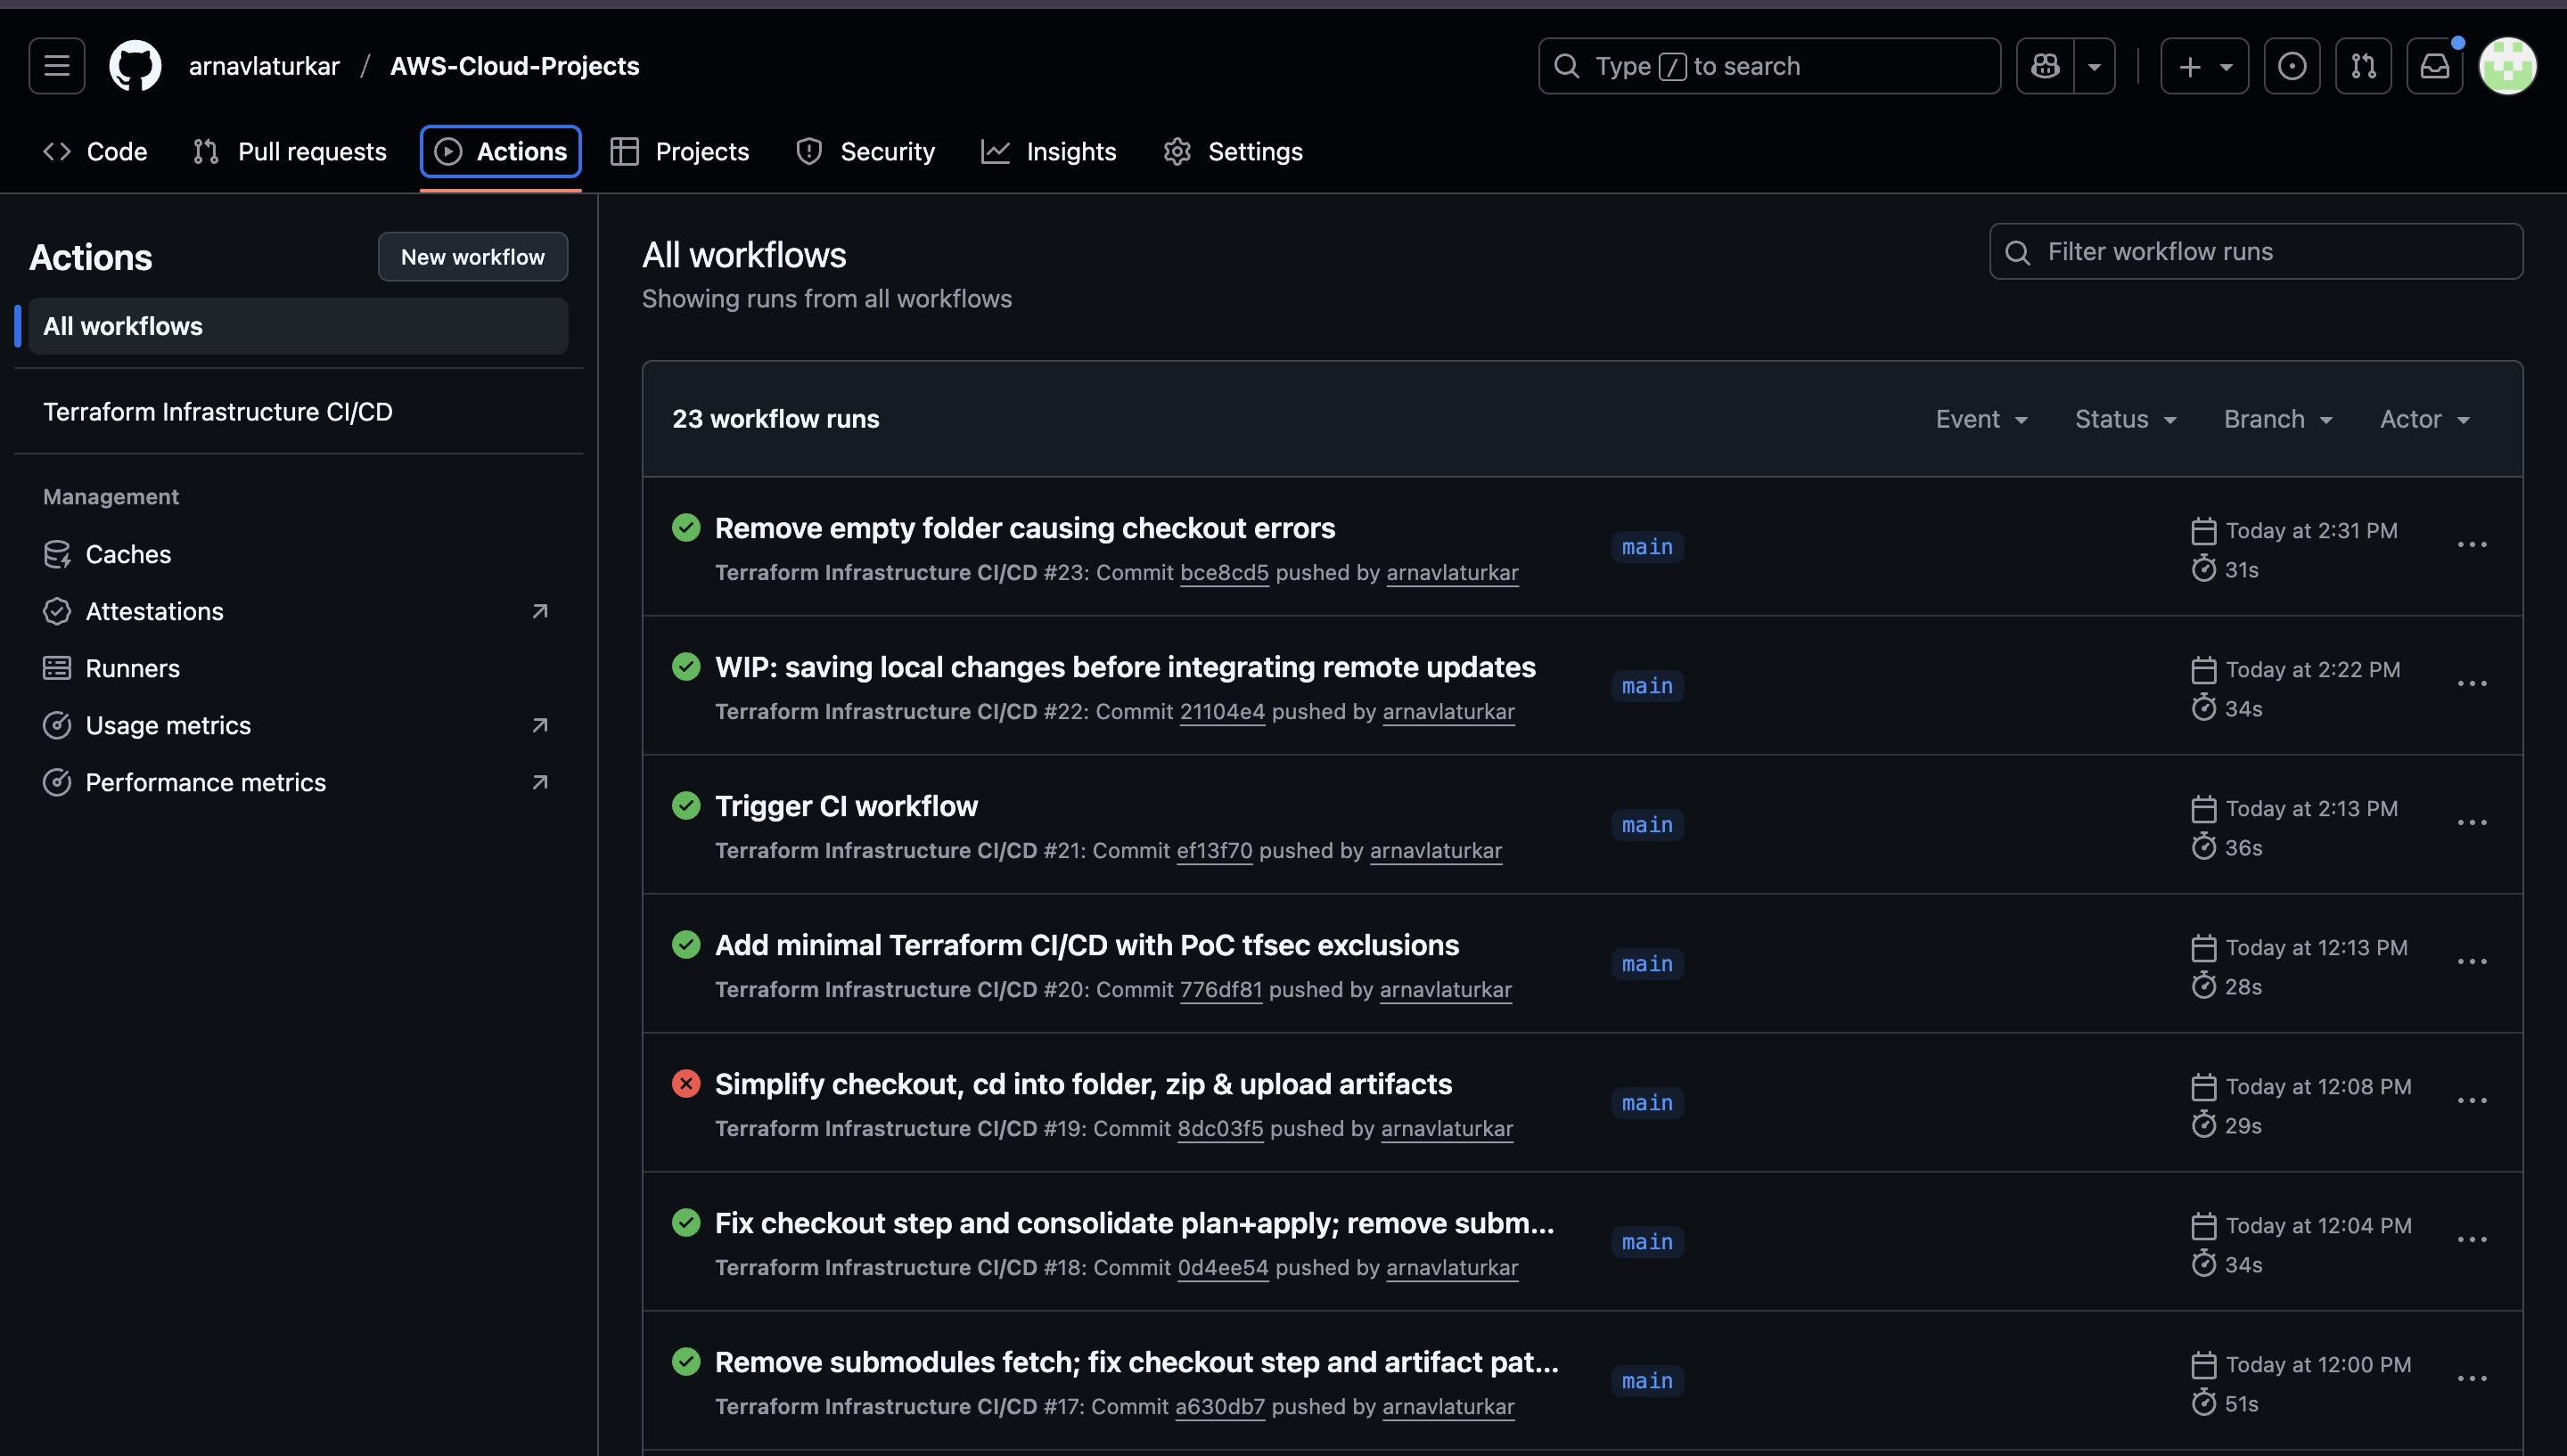 arnavlaturkar / AWS-Cloud-Projects
Type / to search
Code
Pull requests
Actions
Projects
Security
Insights
Settings
Actions
New workflow
All workflows
Terraform Infrastructure CI/CD
Management
Caches
Attestations
Runners
Usage metrics
Performance metrics
All workflows
Showing runs from all workflows
Filter workflow runs
23 workflow runs
Event
Status
Branch
Actor
Remove empty folder causing checkout errors
Terraform Infrastructure CI/CD #23: Commit bce8cd5 pushed by arnavlaturkar
main
Today at 2:31 PM
31s
WIP: saving local changes before integrating remote updates
Terraform Infrastructure CI/CD #22: Commit 21104e4 pushed by arnavlaturkar
main
Today at 2:22 PM
34s
Trigger CI workflow
Terraform Infrastructure CI/CD #21: Commit ef13f70 pushed by arnavlaturkar
main
Today at 2:13 PM
36s
Add minimal Terraform CI/CD with PoC tfsec exclusions
Terraform Infrastructure CI/CD #20: Commit 776df81 pushed by arnavlaturkar
main
Today at 12:13 PM
28s
Simplify checkout, cd into folder, zip & upload artifacts
Terraform Infrastructure CI/CD #19: Commit 8dc03f5 pushed by arnavlaturkar
main
Today at 12:08 PM
29s
Fix checkout step and consolidate plan+apply; remove subm...
Terraform Infrastructure CI/CD #18: Commit 0d4ee54 pushed by arnavlaturkar
main
Today at 12:04 PM
34s
Remove submodules fetch; fix checkout step and artifact pat...
Terraform Infrastructure CI/CD #17: Commit a630db7 pushed by arnavlaturkar
main
Today at 12:00 PM
51s